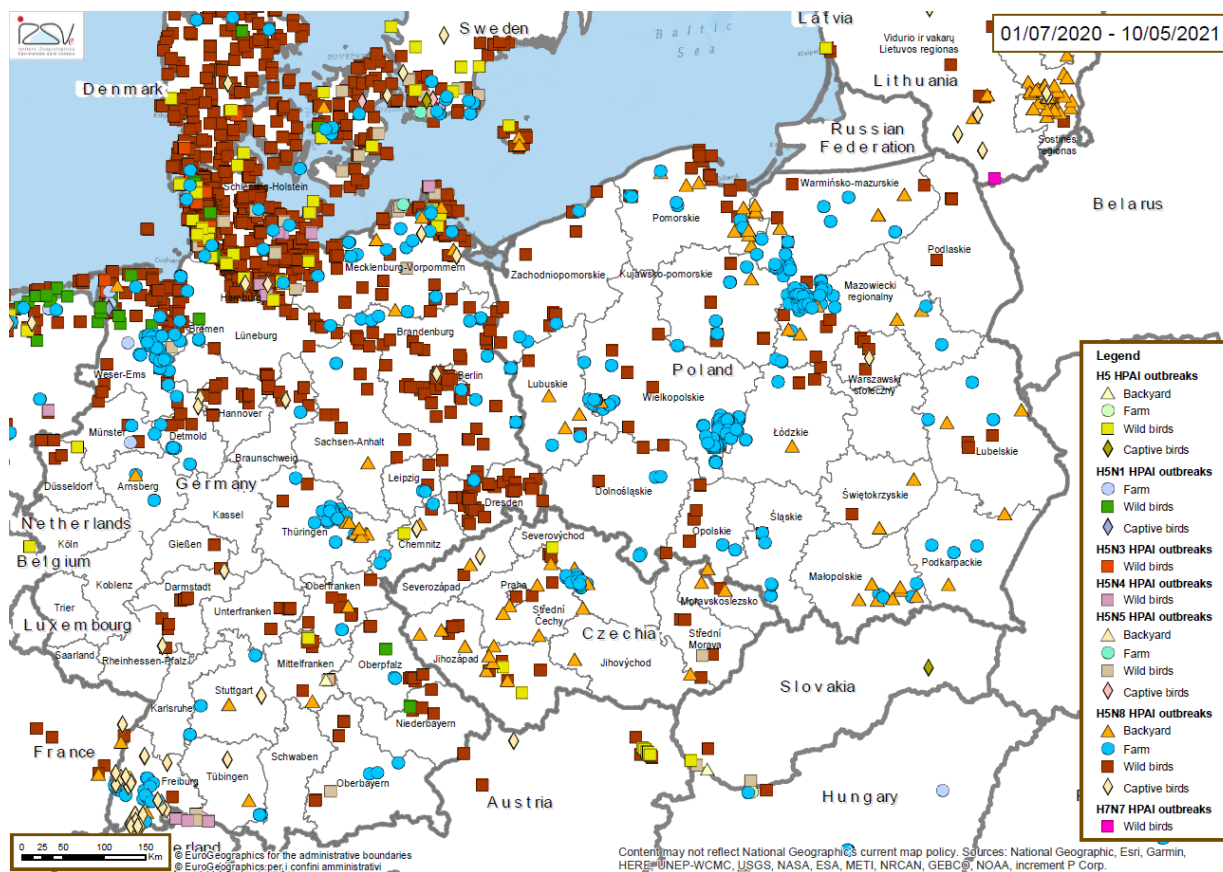 IZSVe
Istituto Zooprofilattico
Sperimentale delle Venezie
01/07/2020 - 10/05/2021
Sweden
Baltic
Sea
Latvia
Vidurio ir vakarų
Lietuvos regionas
Lithuania
Denmark
Russian
Federation
Sostinės
regionas
Belarus
Schleswig-Holstein
Warmińsko-mazurskie
Pomorskie
Podlaskie
Mecklenburg-Vorpommern
Zachodniopomorskie
Kujawsko-pomorskie
Mazowiecki
regionalny
Hamburg
Bremen
Lüneburg
Brandenburg
Weser-Ems
Berlin
Lubuskie
Poland
Wielkopolskie
Warszawski
stołeczny
Hannover
Münster
Detmold
Sachsen-Anhalt
Łódzkie
Lubelskie
Braunschweig
Düsseldorf
Arnsberg
Germany
Leipzig
Dresden
Dolnośląskie
Świętokrzyskie
Kassel
Netherlands
Köln
Gießen
Thüringen
Chemnitz
Opolskie
Śląskie
Belgium
Severovýchod
Podkarpackie
Koblenz
Darmstadt
Oberfranken
Severozápad
Praha
Małopolskie
Trier
Unterfranken
Střední
Čechy
Moravskoslezsko
Luxembourg
Czechia
Střední
Morava
Saarland
Rheinhessen-Pfalz
Mittelfranken
Oberpfalz
Jihozápad
Jihovýchod
Slovakia
Stuttgart
Karlsruhe
Niederbayern
France
Schwaben
Freiburg
Tübingen
Oberbayern
Austria
Hungary
erland
Legend
H5 HPAI outbreaks
Backyard
Farm
Wild birds
Captive birds
H5N1 HPAI outbreaks
Farm
Wild birds
Captive birds
H5N3 HPAI outbreaks
Wild birds
H5N4 HPAI outbreaks
Wild birds
H5N5 HPAI outbreaks
Backyard
Farm
Wild birds
Captive birds
H5N8 HPAI outbreaks
Backyard
Farm
Wild birds
Captive birds
H7N7 HPAI outbreaks
Wild birds
0 25 50 100 150
Km
© EuroGeographics for the administrative boundaries
© EuroGeographics per i confini amministrativi
Content may not reflect National Geographic's current map policy. Sources: National Geographic, Esri, Garmin,
HERE, UNEP-WCMC, USGS, NASA, ESA, METI, NRCAN, GEBCO, NOAA, increment P Corp.